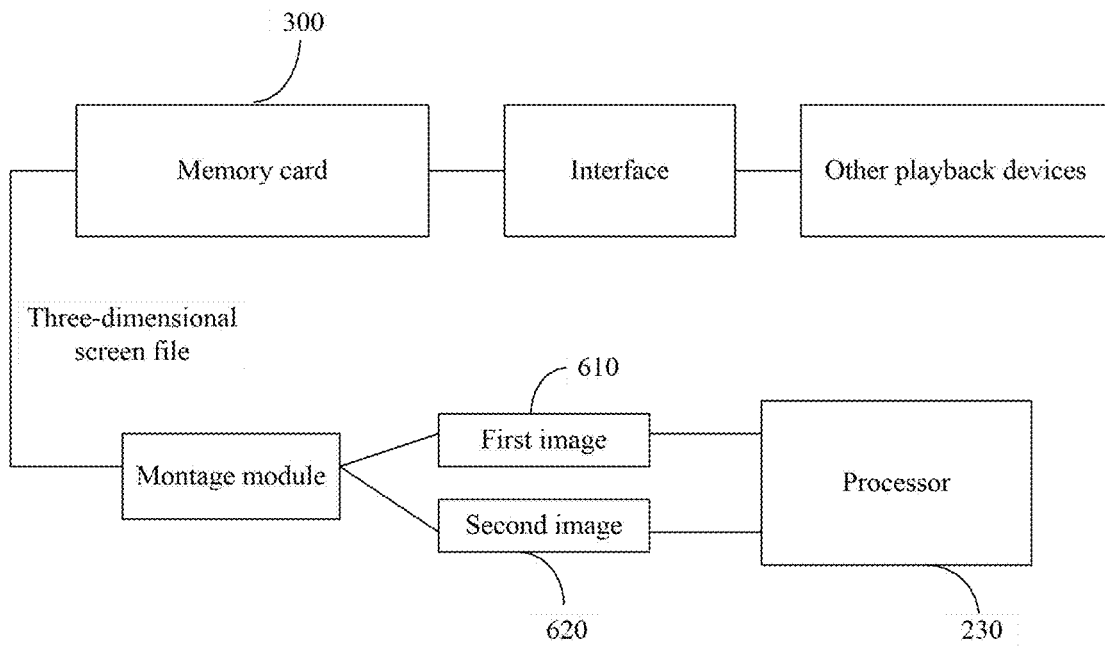 300
Memory card
Interface
Other playback devices
Three-dimensional
screen file
610
First image
Montage module
Processor
Second image
620
230